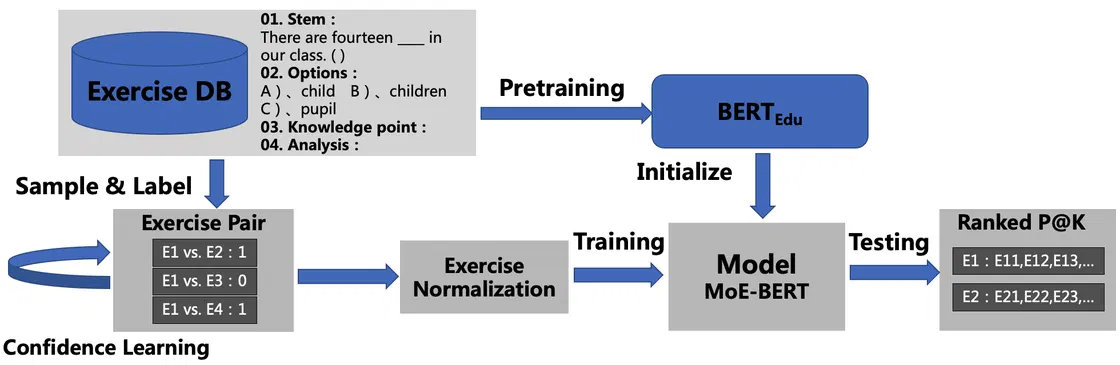 Exercise DB
01. Stem：
There are fourteen ___ in
our class. ( )
02. Options：
A）、child B）、children
C）、pupil
03. Knowledge point：
04. Analysis：
Pretraining
BERT Edu
Sample & Label
Initialize
Exercise Pair
E1 vs. E2：1
E1 vs. E3：0
E1 vs. E4：1
Confidence Learning
Exercise
Normalization
Training
Model
MoE-BERT
Testing
Ranked P@K
E1：E11,E12,E13,...
E2：E21,E22,E23,...